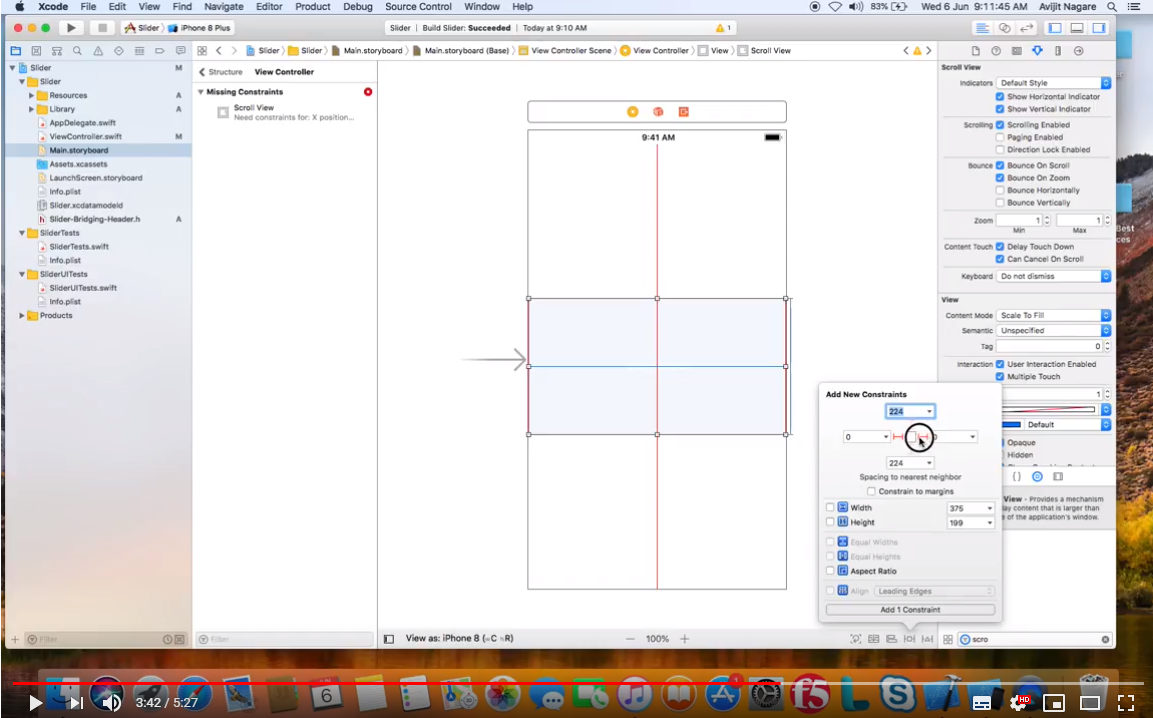 Xcode File Edit View Find Navigate Editor Product Debug Source Control Window Help 83% Wed 6 Jun 9:11:45 AM Avijit Nagare
Slider iPhone 8 Plus Slider Build Slider: Succeeded Today at 9:10 AM 1
Slider Slider Main.storyboard Main.storyboard (Base) View Controller Scene View Controller View Scroll View
Slider M
Slider
Resources A
Library A
AppDelegate.swift
ViewController.swift M
Main.storyboard
Assets.xcassets
LaunchScreen.storyboard
Info.plist
Slider.xcdatamodeld
Slider-Bridging-Header.h A
SliderTests
SliderTests.swift
Info.plist
SliderUITests
SliderUITests.swift
Info.plist
Products
Filter
Structure View Controller
Missing Constraints
Scroll View
Need constraints for: X position...
Filter
9:41 AM
View as: iPhone 8 (wC hR)
100%
Scroll View
Indicators Default Style
Show Horizontal Indicator
Show Vertical Indicator
Scrolling Scrolling Enabled
Paging Enabled
Direction Lock Enabled
Bounce Bounce On Scroll
Bounce On Zoom
Bounce Horizontally
Bounce Vertically
Zoom 1 1
Min Max
Content Touch Delay Touch Down
Can Cancel On Scroll
Keyboard Do not dismiss
View
Content Mode Scale To Fill
Semantic Unspecified
Tag 0
Interaction User Interaction Enabled
Multiple Touch
1
Default
Opaque
Hidden
View - Provides a mechanism
ay content that is larger than
e of the application's window.
scro
Add New Constraints
224
0 0
224
Spacing to nearest neighbor
Constrain to margins
Width 375
Height 199
Equal Widths
Equal Heights
Aspect Ratio
Align Leading Edges
Add 1 Constraint
Best
ces
6
f5
3:42 / 5:27
HD